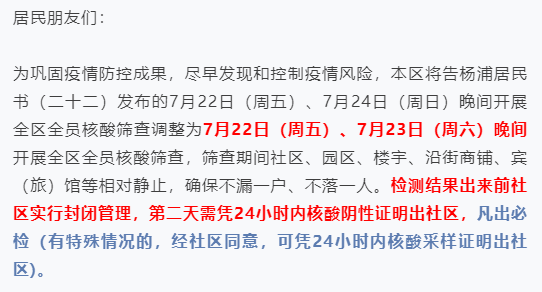 居民朋友们：
为巩固疫情防控成果，尽早发现和控制疫情风险，本区将告杨浦居民
书（二十二）发布的7月22日（周五）、7月24日（周日）晚间开展
全区全员核酸筛查调整为7月22日（周五）、7月23日（周六）晚间
开展全区全员核酸筛查，筛查期间社区、园区、楼宇、沿街商铺、宾
（旅）馆等相对静止，确保不漏一户、不落一人。检测结果出来前社
区实行封闭管理，第二天需凭24小时内核酸阴性证明出社区，凡出必
检（有特殊情况的，经社区同意，可凭24小时内核酸采样证明出社
区)。